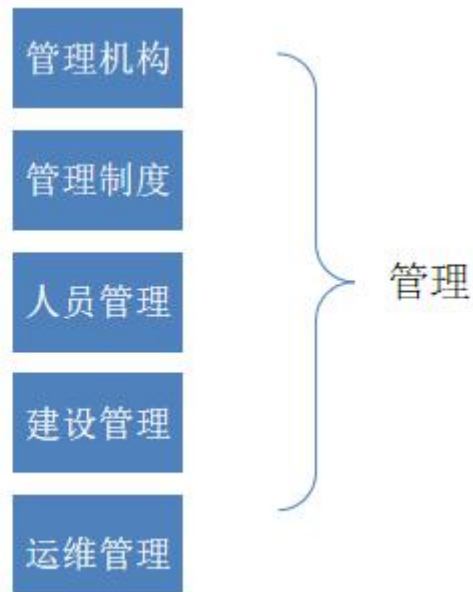 管理机构
管理制度
人员管理
建设管理
运维管理
管理